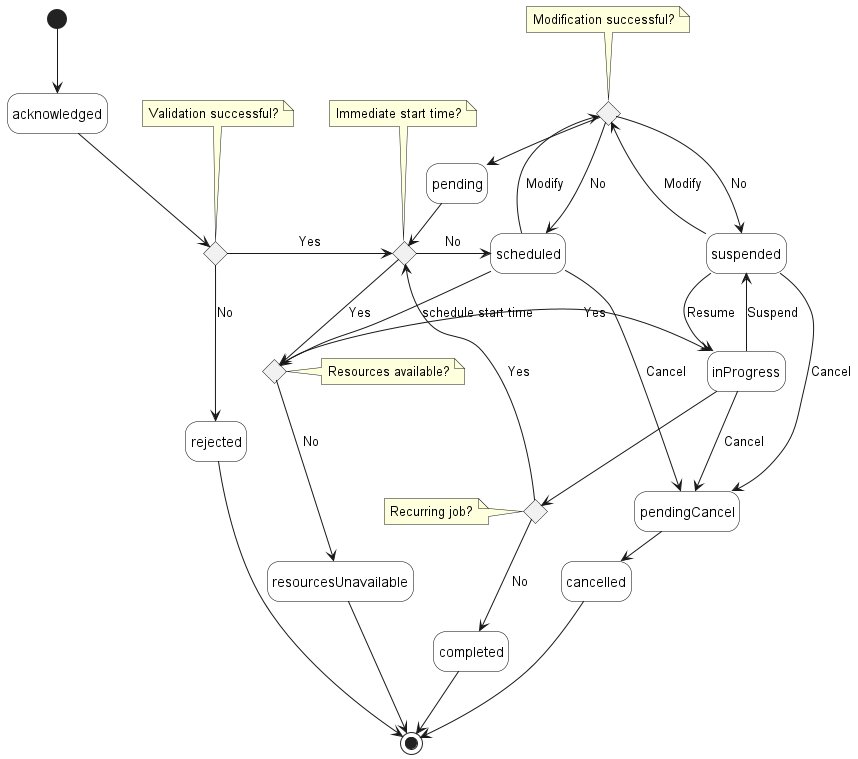 Modification successful?
acknowledged
Validation successful?
Immediate start time?
pending
Modify
No
Modify
No
Yes
No
scheduled
suspended
No
Yes
schedule start time
Yes
Resume
Suspend
Resources available?
Yes
Cancel
inProgress
Cancel
rejected
No
Cancel
Recurring job?
pendingCancel
resourcesUnavailable
No
cancelled
completed